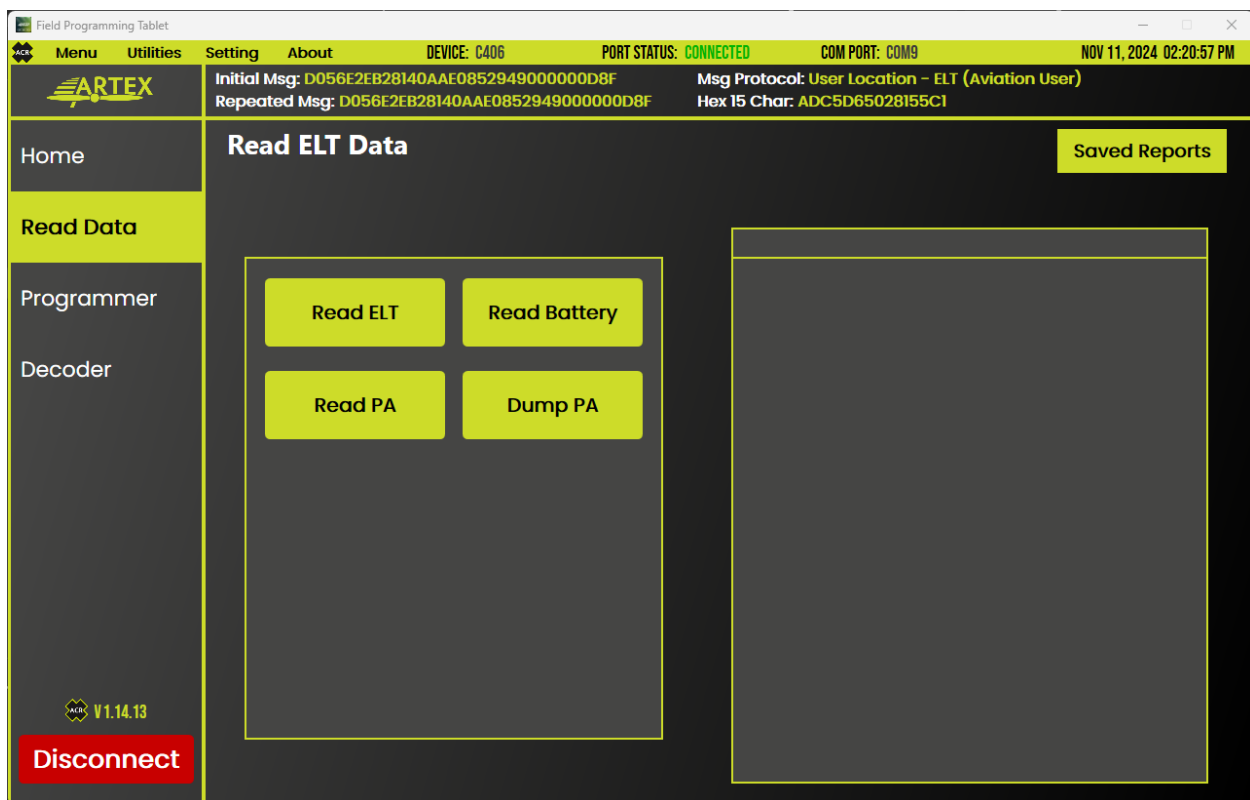 Field Programming Tablet
ACR Menu Utilities Setting About DEVICE: C406 PORT STATUS: CONNECTED COM PORT: COM9 NOV 11, 2024 02:20:57 PM
ARTEX
Initial Msg: D056E2EB28140AAE0852949000000D8F Msg Protocol: User Location - ELT (Aviation User)
Repeated Msg: D056E2EB28140AAE0852949000000D8F Hex 15 Char: ADC5D65028155C1
Home
Read ELT Data
Saved Reports
Read Data
Programmer
Decoder
Read ELT Read Battery
Read PA Dump PA
ACR V 1.14.13
Disconnect